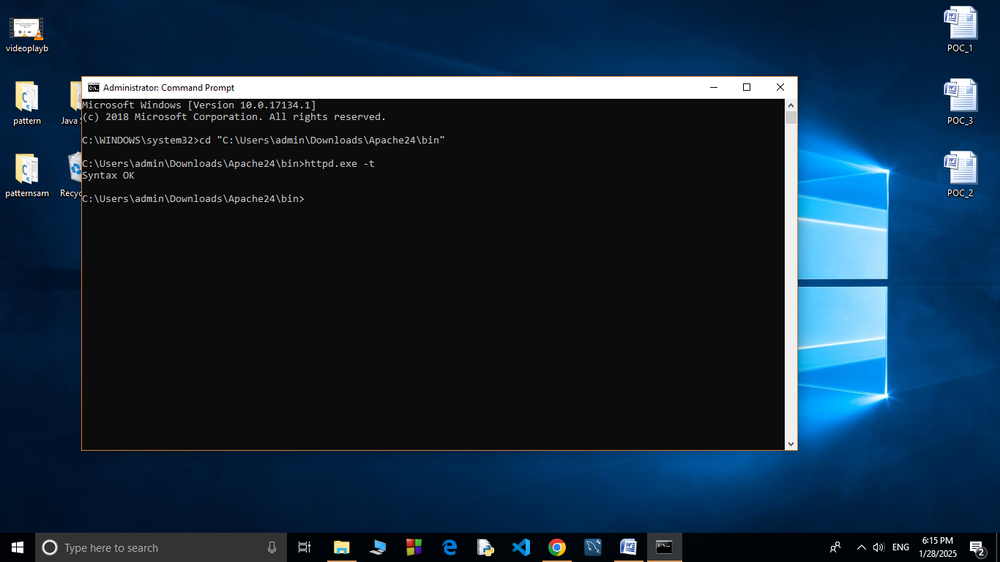 videoplayb
pattern
Java
patternsam
Recyc
Administrator: Command Prompt
Microsoft Windows [Version 10.0.17134.1]
(c) 2018 Microsoft Corporation. All rights reserved.
C:\WINDOWS\system32>cd "C:\Users\admin\Downloads\Apache24\bin"
C:\Users\admin\Downloads\Apache24\bin>httpd.exe -t
Syntax OK
C:\Users\admin\Downloads\Apache24\bin>
POC_1
POC_3
POC_2
Type here to search
ENG
6:15 PM
1/28/2025
2